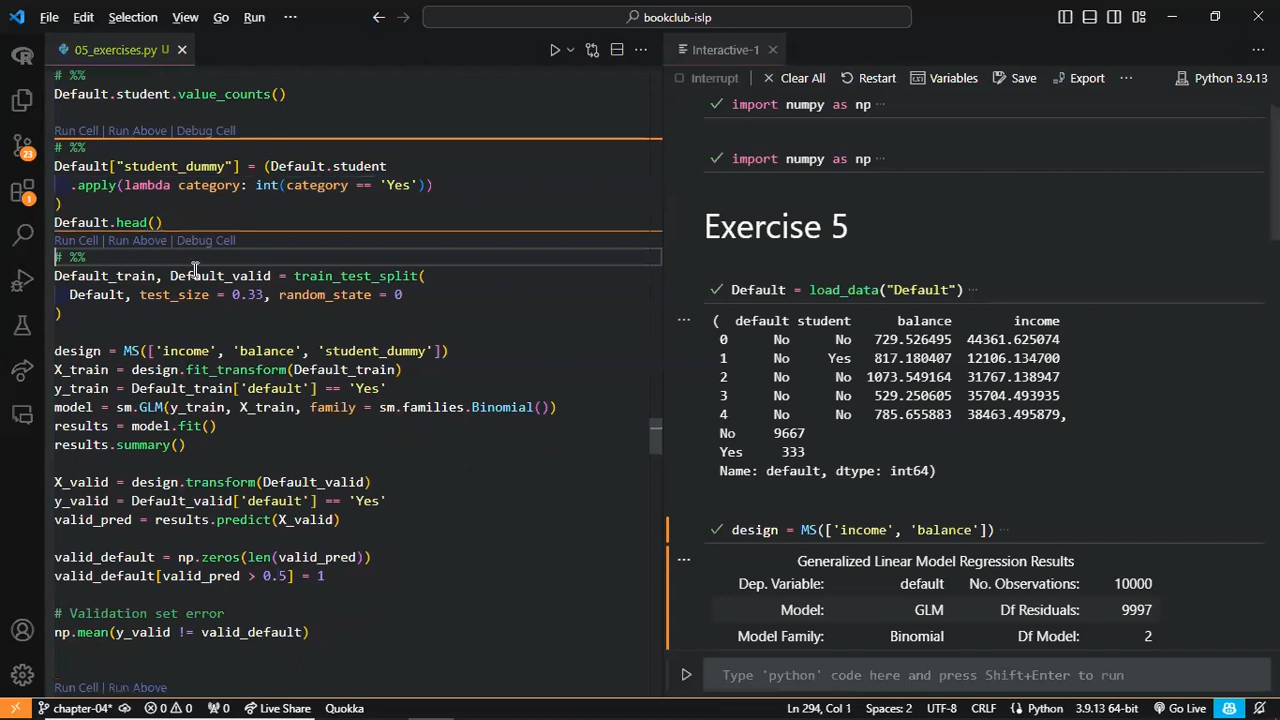 File Edit Selection View Go Run ··· bookclub-islp
05_exercises.py U
# %%
Default.student.value_counts()
Run Cell | Run Above | Debug Cell
# %%
Default["student_dummy"] = (Default.student
.apply(lambda category: int(category == 'Yes'))
)
Default.head()
Run Cell | Run Above | Debug Cell
# %%
Default_train, Default_valid = train_test_split(
Default, test_size = 0.33, random_state = 0
)
design = MS(['income', 'balance', 'student_dummy'])
X_train = design.fit_transform(Default_train)
y_train = Default_train['default'] == 'Yes'
model = sm.GLM(y_train, X_train, family = sm.families.Binomial())
results = model.fit()
results.summary()
X_valid = design.transform(Default_valid)
y_valid = Default_valid['default'] == 'Yes'
valid_pred = results.predict(X_valid)
valid_default = np.zeros(len(valid_pred))
valid_default[valid_pred > 0.5] = 1
# Validation set error
np.mean(y_valid != valid_default)
Run Cell | Run Above
23
1
Interactive-1
Interrupt Clear All Restart Variables Save Export ··· Python 3.9.13
import numpy as np ···
import numpy as np ···
Exercise 5
Default = load_data("Default") ···
( default student balance income
0 No No 729.526495 44361.625074
1 No Yes 817.180407 12106.134700
2 No No 1073.549164 31767.138947
3 No No 529.250605 35704.493935
4 No No 785.655883 38463.495879,
No 9667
Yes 333
Name: default, dtype: int64)
design = MS(['income', 'balance']) ···
Generalized Linear Model Regression Results
Dep. Variable: default No. Observations: 10000
Model: GLM Df Residuals: 9997
Model Family: Binomial Df Model: 2
Type 'python' code here and press Shift+Enter to run
chapter-04* 0 0 0 Live Share Quokka Ln 294, Col 1 Spaces: 2 UTF-8 CRLF Python 3.9.13 Go Live